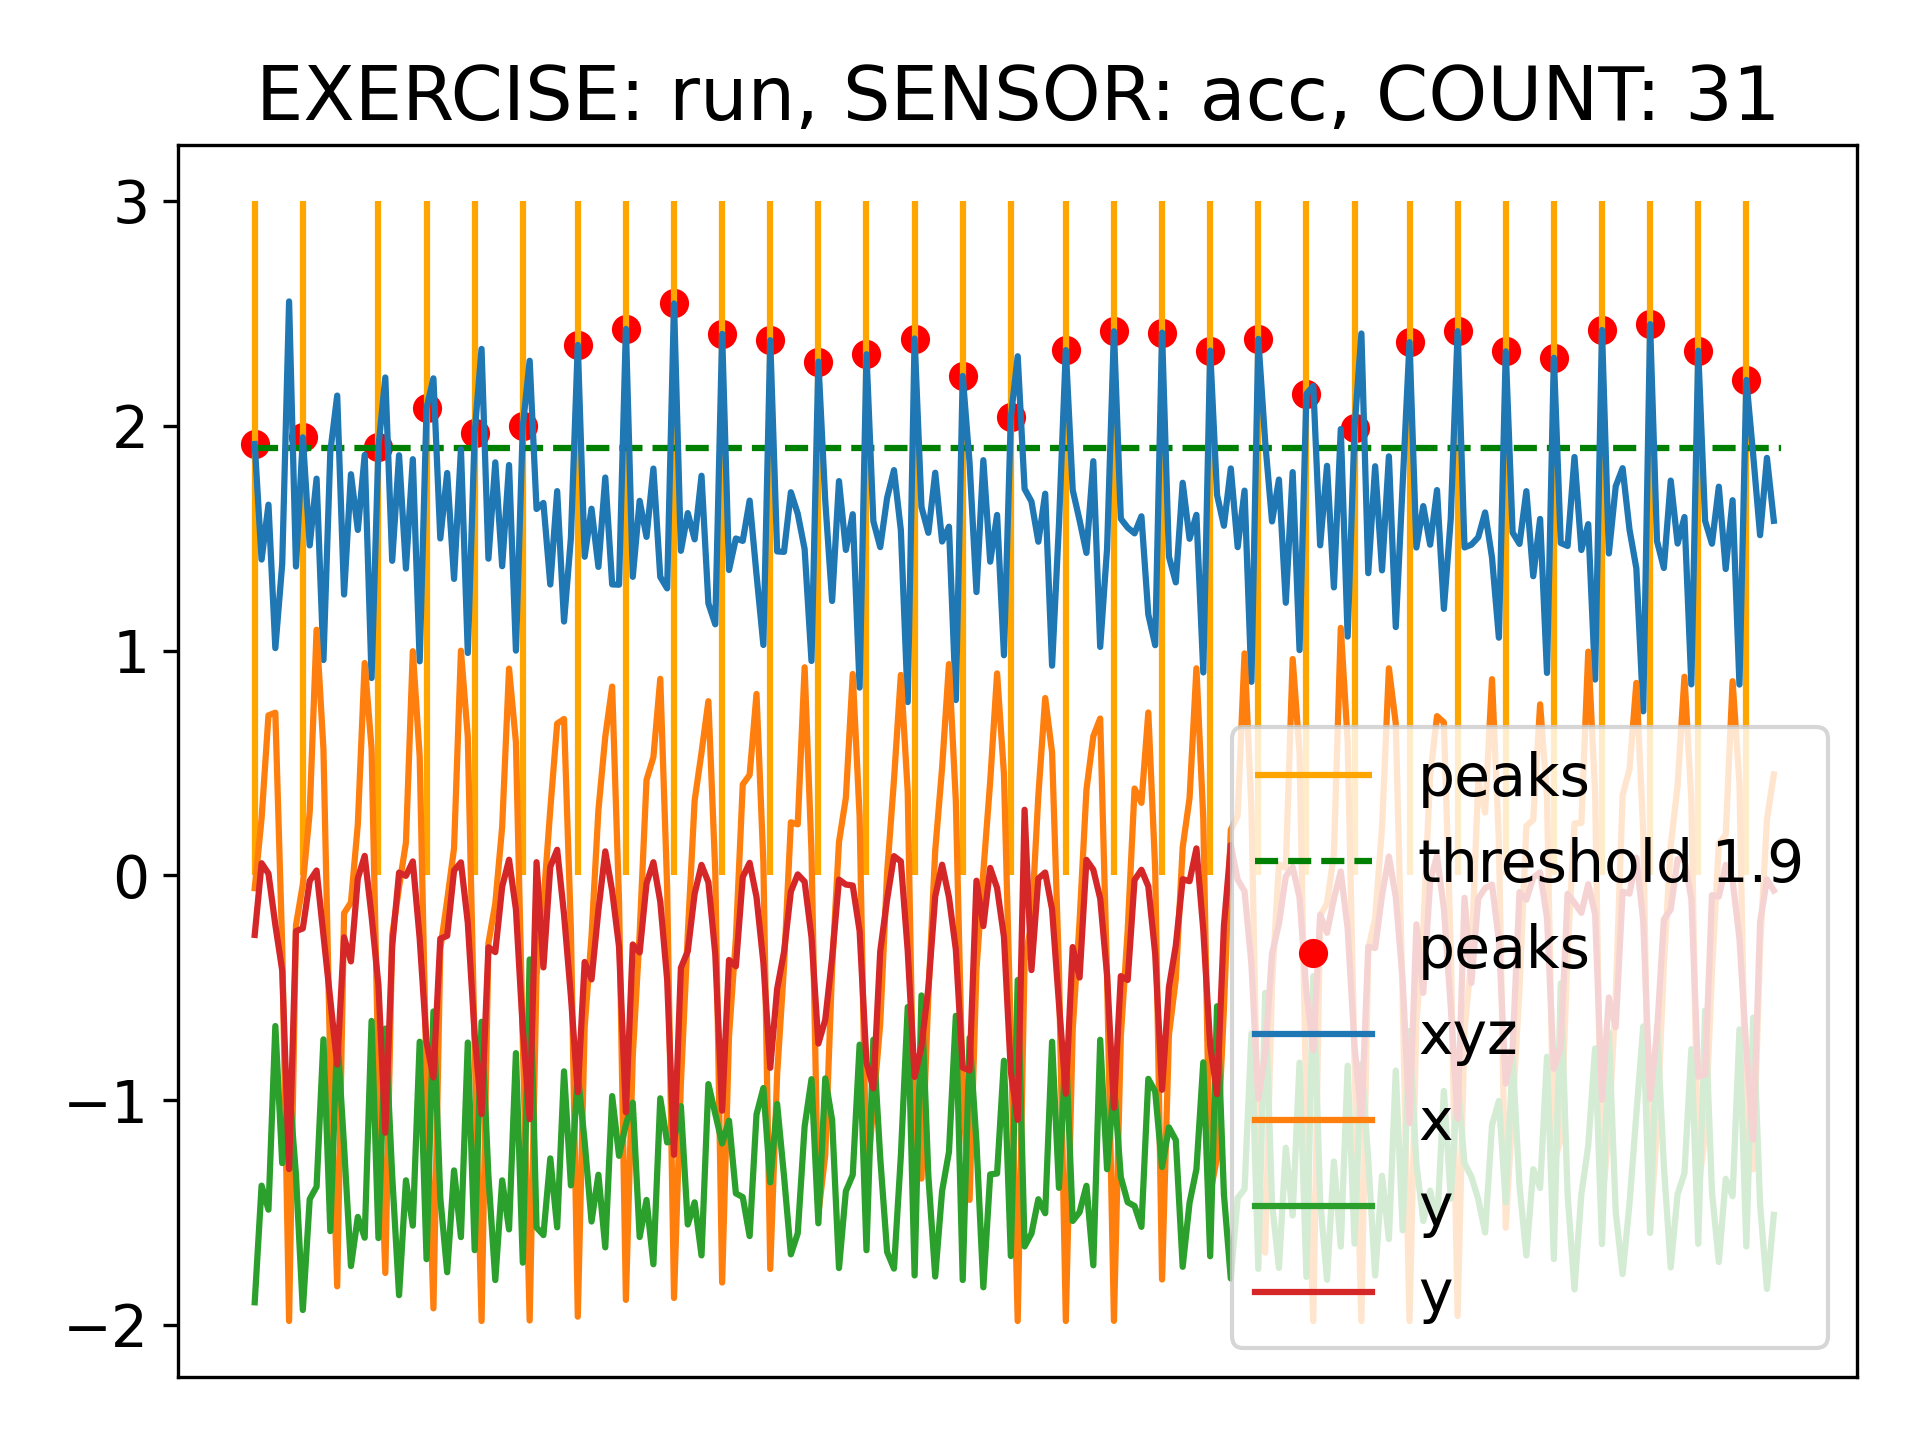 EXERCISE: run, SENSOR: acc, COUNT: 31
3
2
1
0
−1
−2
peaks
threshold 1.9
peaks
xyz
x
y
y